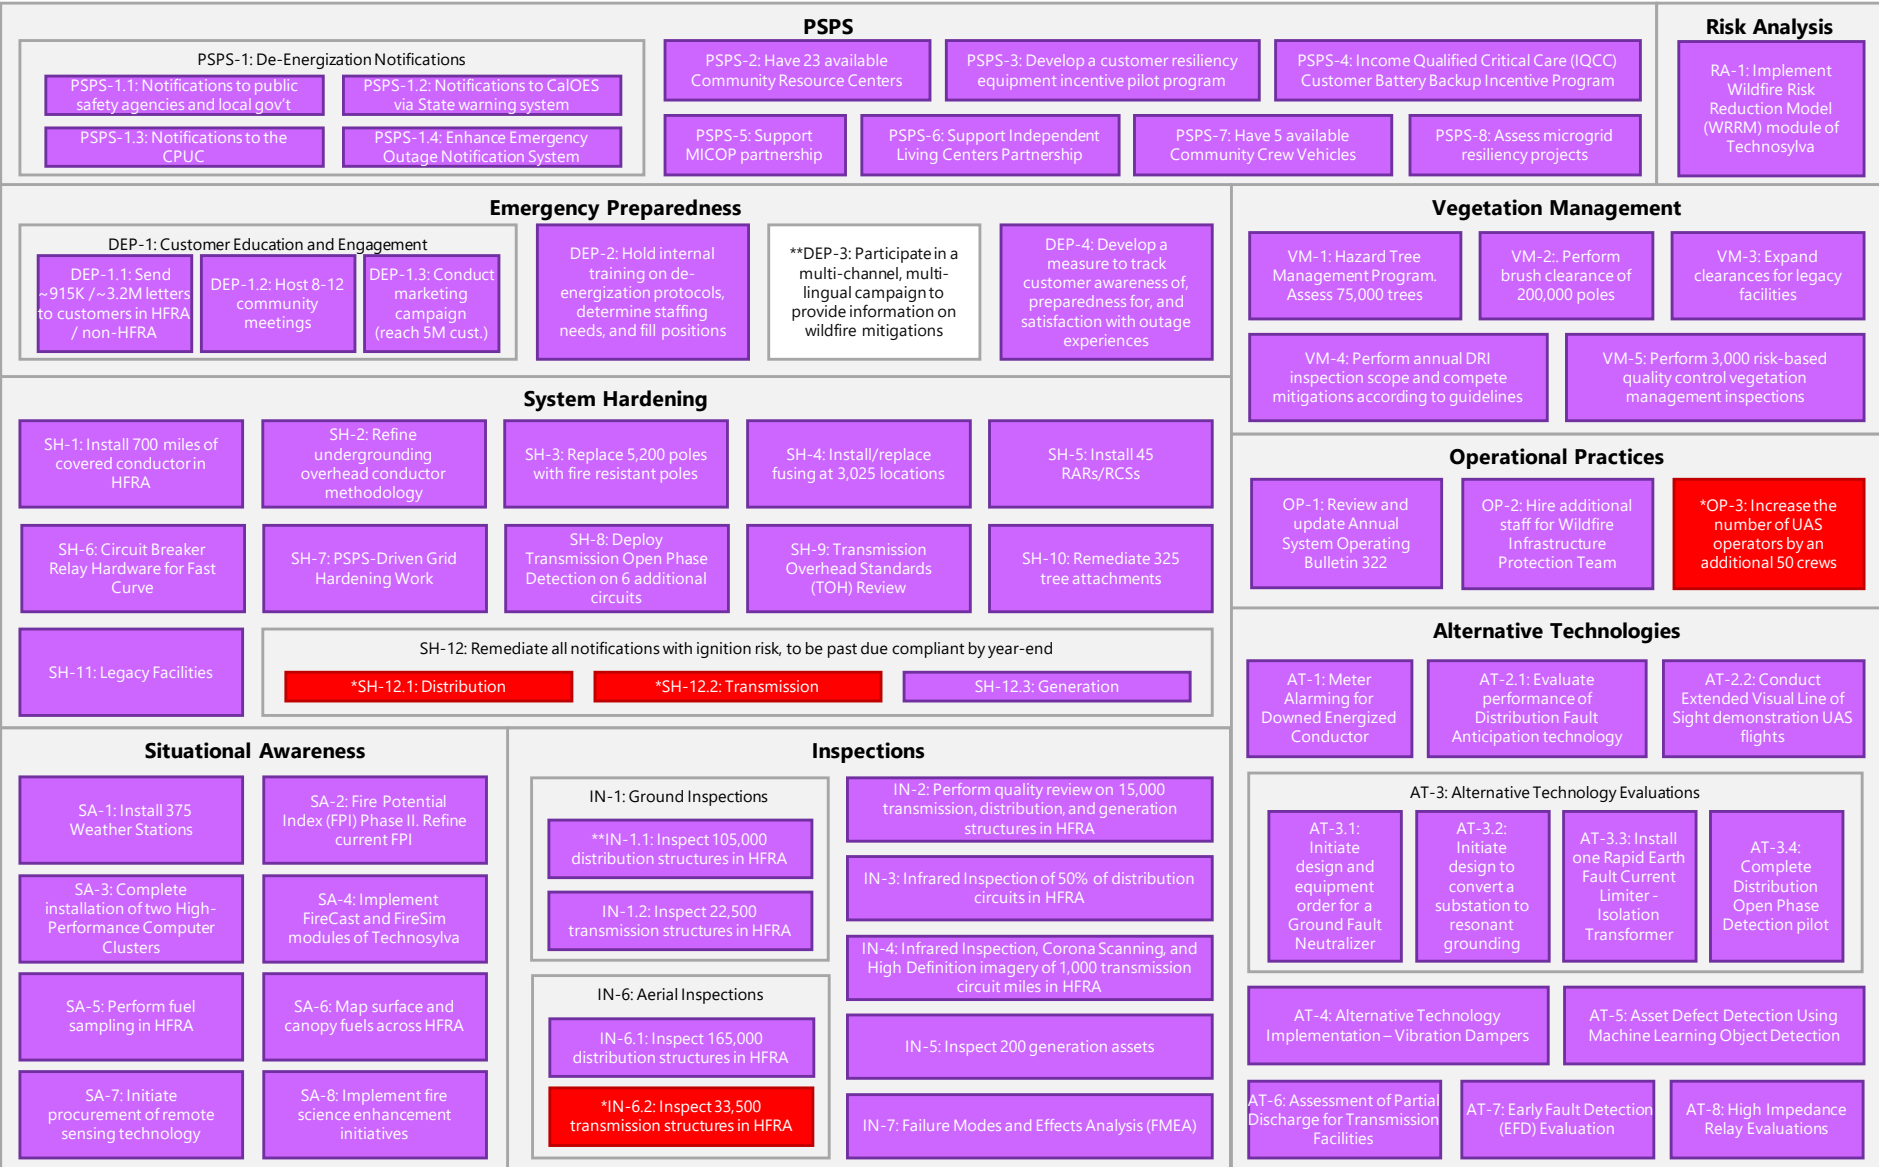 PSPS
PSPS-1: De-Energization Notifications
PSPS-1.1: Notifications to public
safety agencies and local gov't
PSPS-1.2: Notifications to CalOES
via State warning system
PSPS-1.3: Notifications to the
CPUC
PSPS-1.4: Enhance Emergency
Outage Notification System
PSPS-2: Have 23 available
Community Resource Centers
PSPS-3: Develop a customer resiliency
equipment incentive pilot program
PSPS-4: Income Qualified Critical Care (IQCC)
Customer Battery Backup Incentive Program
PSPS-5: Support
MICOP partnership
PSPS-6: Support Independent
Living Centers Partnership
PSPS-7: Have 5 available
Community Crew Vehicles
PSPS-8: Assess microgrid
resiliency projects
Risk Analysis
RA-1: Implement
Wildfire Risk
Reduction Model
(WRRM) module of
Technosylva
Emergency Preparedness
DEP-1: Customer Education and Engagement
DEP-1.1: Send
~915K /~3.2M letters
to customers in HFRA
/ non-HFRA
DEP-1.2: Host 8-12
community
meetings
DEP-1.3: Conduct
marketing
campaign
(reach 5M cust.)
DEP-2: Hold internal
training on de-
energization protocols,
determine staffing
needs, and fill positions
**DEP-3: Participate in a
multi-channel, multi-
lingual campaign to
provide information on
wildfire mitigations
DEP-4: Develop a
measure to track
customer awareness of,
preparedness for, and
satisfaction with outage
experiences
Vegetation Management
VM-1: Hazard Tree
Management Program.
Assess 75,000 trees
VM-2:. Perform
brush clearance of
200,000 poles
VM-3: Expand
clearances for legacy
facilities
VM-4: Perform annual DRI
inspection scope and compete
mitigations according to guidelines
VM-5: Perform 3,000 risk-based
quality control vegetation
management inspections
System Hardening
SH-1: Install 700 miles of
covered conductor in
HFRA
SH-2: Refine
undergrounding
overhead conductor
methodology
SH-3: Replace 5,200 poles
with fire resistant poles
SH-4: Install/replace
fusing at 3,025 locations
SH-5: Install 45
RARs/RCSs
SH-6: Circuit Breaker
Relay Hardware for Fast
Curve
SH-7: PSPS-Driven Grid
Hardening Work
SH-8: Deploy
Transmission Open Phase
Detection on 6 additional
circuits
SH-9: Transmission
Overhead Standards
(TOH) Review
SH-10: Remediate 325
tree attachments
SH-11: Legacy Facilities
SH-12: Remediate all notifications with ignition risk, to be past due compliant by year-end
*SH-12.1: Distribution
*SH-12.2: Transmission
SH-12.3: Generation
Operational Practices
OP-1: Review and
update Annual
System Operating
Bulletin 322
OP-2: Hire additional
staff for Wildfire
Infrastructure
Protection Team
*OP-3: Increase the
number of UAS
operators by an
additional 50 crews
Alternative Technologies
AT-1: Meter
Alarming for
Downed Energized
Conductor
AT-2.1: Evaluate
performance of
Distribution Fault
Anticipation technology
AT-2.2: Conduct
Extended Visual Line of
Sight demonstration UAS
flights
AT-3: Alternative Technology Evaluations
AT-3.1:
Initiate
design and
equipment
order for a
Ground Fault
Neutralizer
AT-3.2:
Initiate
design to
convert a
substation to
resonant
grounding
AT-3.3: Install
one Rapid Earth
Fault Current
Limiter -
Isolation
Transformer
AT-3.4:
Complete
Distribution
Open Phase
Detection pilot
AT-4: Alternative Technology
Implementation – Vibration Dampers
AT-5: Asset Defect Detection Using
Machine Learning Object Detection
AT-6: Assessment of Partial
Discharge for Transmission
Facilities
AT-7: Early Fault Detection
(EFD) Evaluation
AT-8: High Impedance
Relay Evaluations
Situational Awareness
SA-1: Install 375
Weather Stations
SA-2: Fire Potential
Index (FPI) Phase II. Refine
current FPI
SA-3: Complete
installation of two High-
Performance Computer
Clusters
SA-4: Implement
FireCast and FireSim
modules of Technosylva
SA-5: Perform fuel
sampling in HFRA
SA-6: Map surface and
canopy fuels across HFRA
SA-7: Initiate
procurement of remote
sensing technology
SA-8: Implement fire
science enhancement
initiatives
Inspections
IN-1: Ground Inspections
**IN-1.1: Inspect 105,000
distribution structures in HFRA
IN-1.2: Inspect 22,500
transmission structures in HFRA
IN-6: Aerial Inspections
IN-6.1: Inspect 165,000
distribution structures in HFRA
*IN-6.2: Inspect 33,500
transmission structures in HFRA
IN-2: Perform quality review on 15,000
transmission, distribution, and generation
structures in HFRA
IN-3: Infrared Inspection of 50% of distribution
circuits in HFRA
IN-4: Infrared Inspection, Corona Scanning, and
High Definition imagery of 1,000 transmission
circuit miles in HFRA
IN-5: Inspect 200 generation assets
IN-7: Failure Modes and Effects Analysis (FMEA)